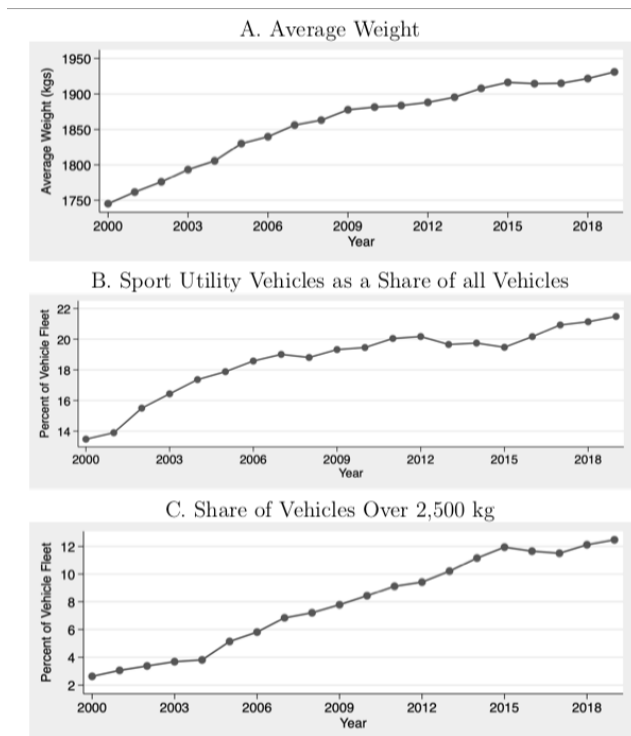 A. Average Weight
Average Weight (kgs)
1950
1900
1850
1800
1750
2000 2003 2006 2009 2012 2015 2018
Year
B. Sport Utility Vehicles as a Share of all Vehicles
Percent of Vehicle Fleet
22
20
18
16
14
2000 2003 2006 2009 2012 2015 2018
Year
C. Share of Vehicles Over 2,500 kg
Percent of Vehicle Fleet
12
10
8
6
4
2
2000 2003 2006 2009 2012 2015 2018
Year